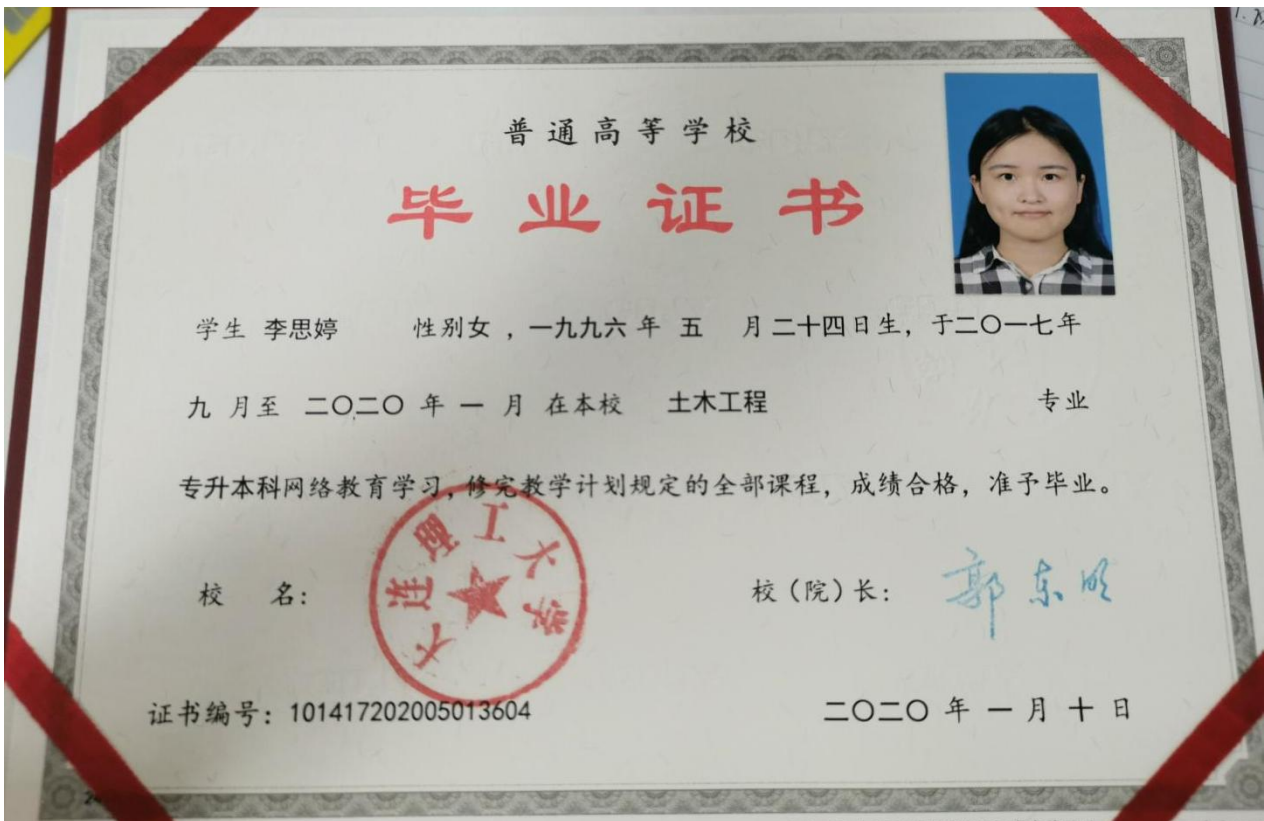 普通高等学校
毕业证书
学生 李思婷 性别女，一九九六年 五 月二十四日生，于二〇一七年
九 月至 二〇二〇 年 一 月 在本校 土木工程 专业
专升本科网络教育学习，修完教学计划规定的全部课程，成绩合格，准予毕业。
大连理工大学
校 名： 校（院）长： 郭东明
证书编号：101417202005013604 二〇二〇 年 一 月 十 日